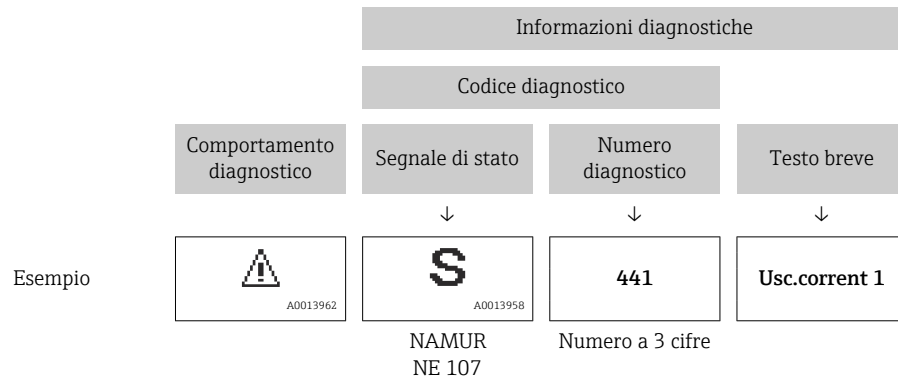 Informazioni diagnostiche
Codice diagnostico
Comportamento
diagnostico
Segnale di stato
Numero
diagnostico
Testo breve
↓ ↓ ↓
Esempio
A0013962
S
A0013958
441
Usc.corrent 1
NAMUR
NE 107
Numero a 3 cifre